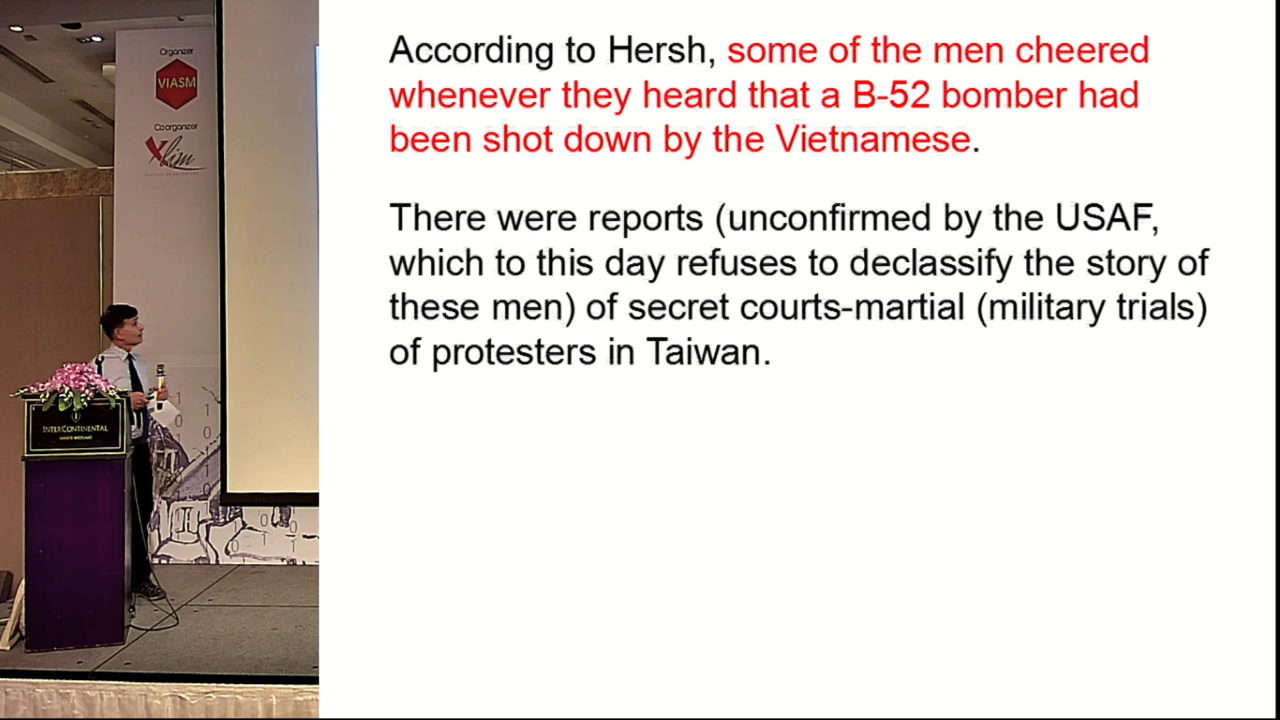 Organizer
VIASM
Coorganizer
Xlim
INTERCONTINENTAL
According to Hersh, some of the men cheered
whenever they heard that a B-52 bomber had
been shot down by the Vietnamese.
There were reports (unconfirmed by the USAF,
which to this day refuses to declassify the story of
these men) of secret courts-martial (military trials)
of protesters in Taiwan.